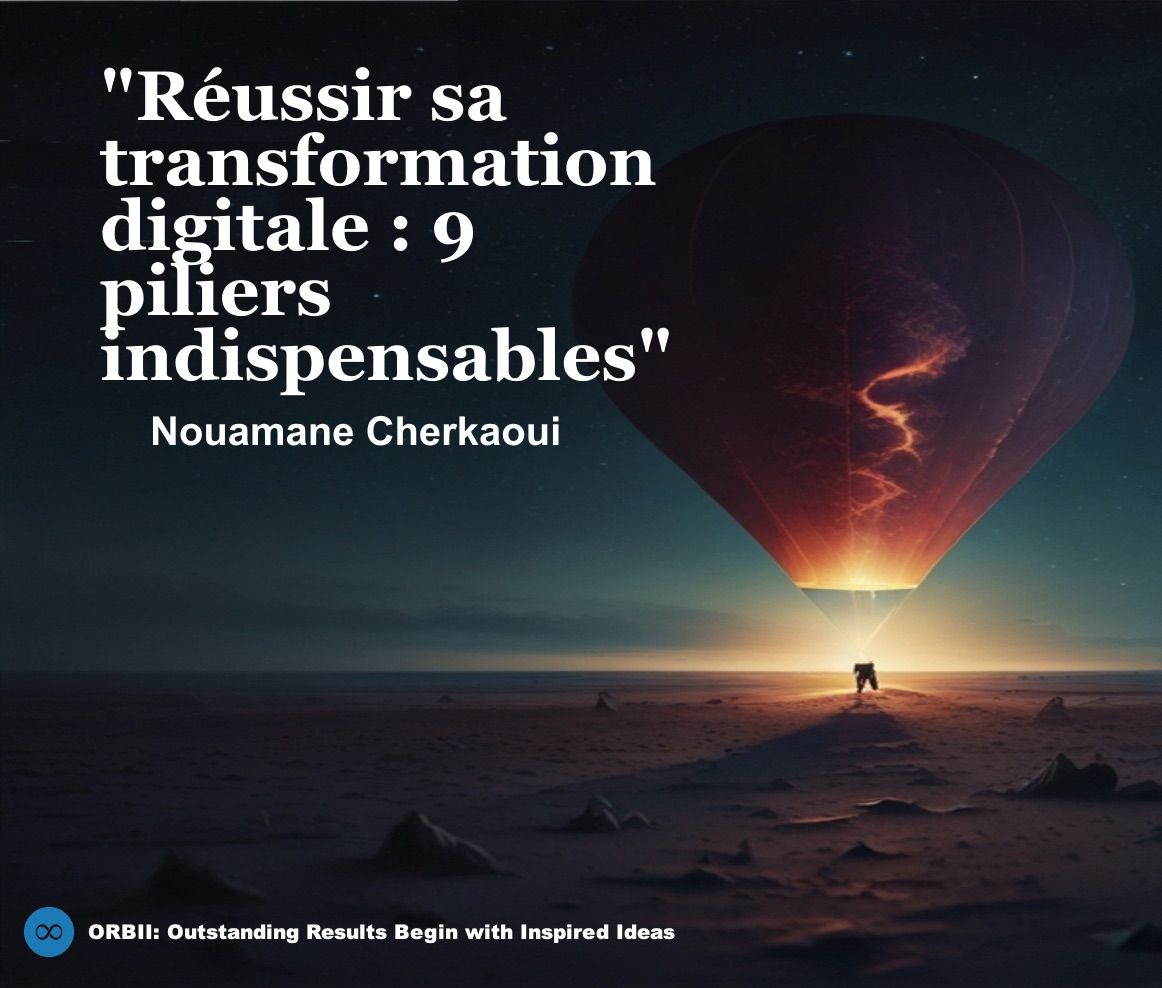 "Réussir sa
transformation
digitale : 9
piliers
indispensables"
Nouamane Cherkaoui
ORBII: Outstanding Results Begin with Inspired Ideas